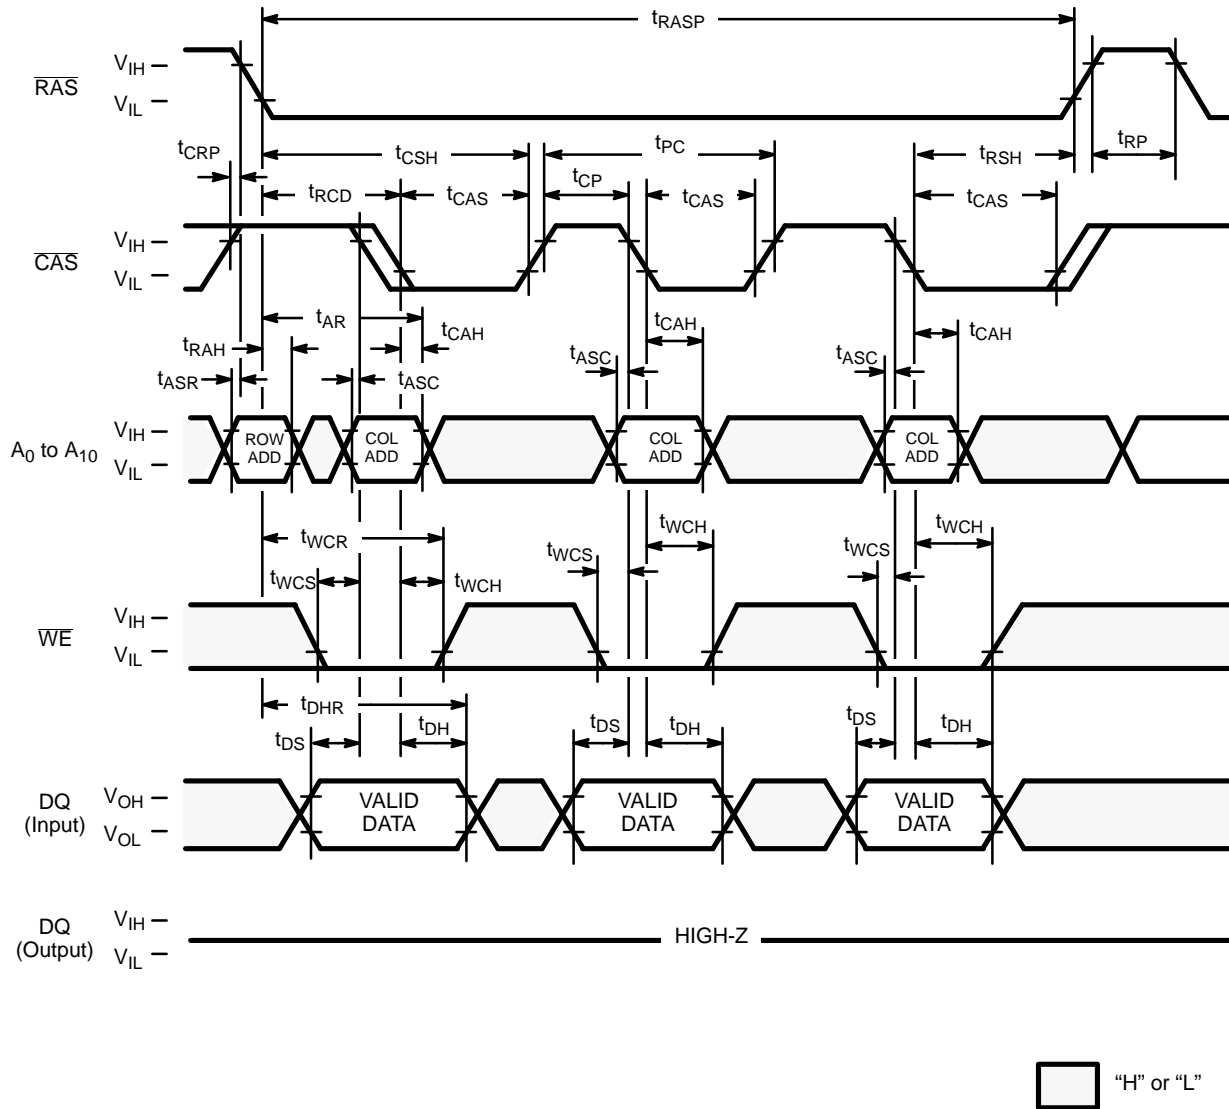 tRASP
RAS
VIH
VIL
tCRP
tCSH
tPC
tRSH
tRP
tRCD
tCAS
tCP
tCAS
tCAS
CAS
VIH
VIL
tAR
tCAH
tCAH
tCAH
tRAH
tASR
tASC
tASC
tASC
A0 to A10
VIH
VIL
ROW
ADD
COL
ADD
COL
ADD
COL
ADD
tWCR
tWCH
tWCH
tWCS
tWCS
tWCS
tWCH
WE
VIH
VIL
tDHR
tDS
tDH
tDS
tDH
tDS
tDH
DQ
(Input)
VOH
VOL
VALID
DATA
VALID
DATA
VALID
DATA
DQ
(Output)
VIH
VIL
HIGH-Z
“H” or “L”